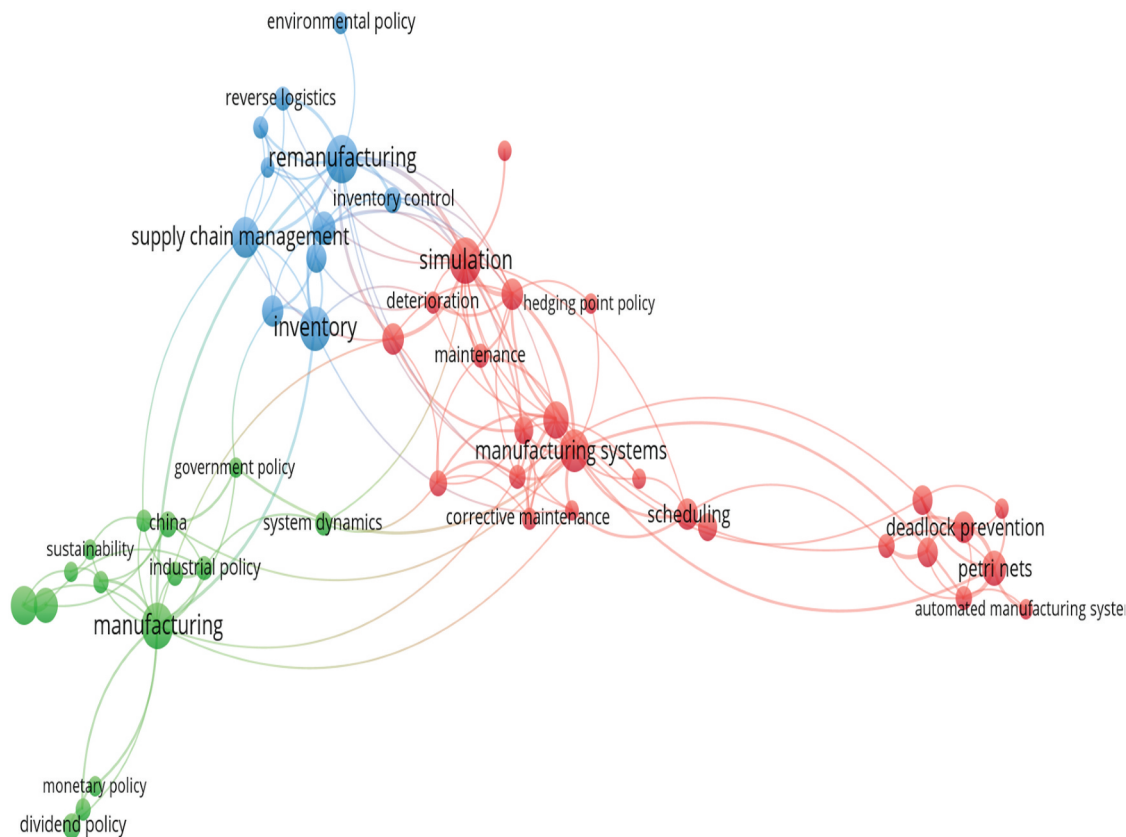 environmental policy
reverse logistics
remanufacturing
inventory control
supply chain management
simulation
deterioration
hedging point policy
inventory
maintenance
manufacturing systems
government policy
corrective maintenance
scheduling
china
system dynamics
deadlock prevention
sustainability
industrial policy
petri nets
automated manufacturing syste
manufacturing
monetary policy
dividend policy